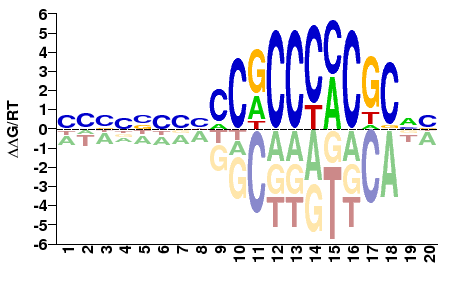 6
5
4
3
2
1
0
-1
-2
-3
-4
-5
-6
ΔΔG/RT
C C C C C C C C C C G C C C C C G C A C
A A T A T T
A A A A A A A A G G C A A A G A C A A
G G G T G
T T G T
1 2 3 4 5 6 7 8 9 10 11 12 13 14 15 16 17 18 19 20